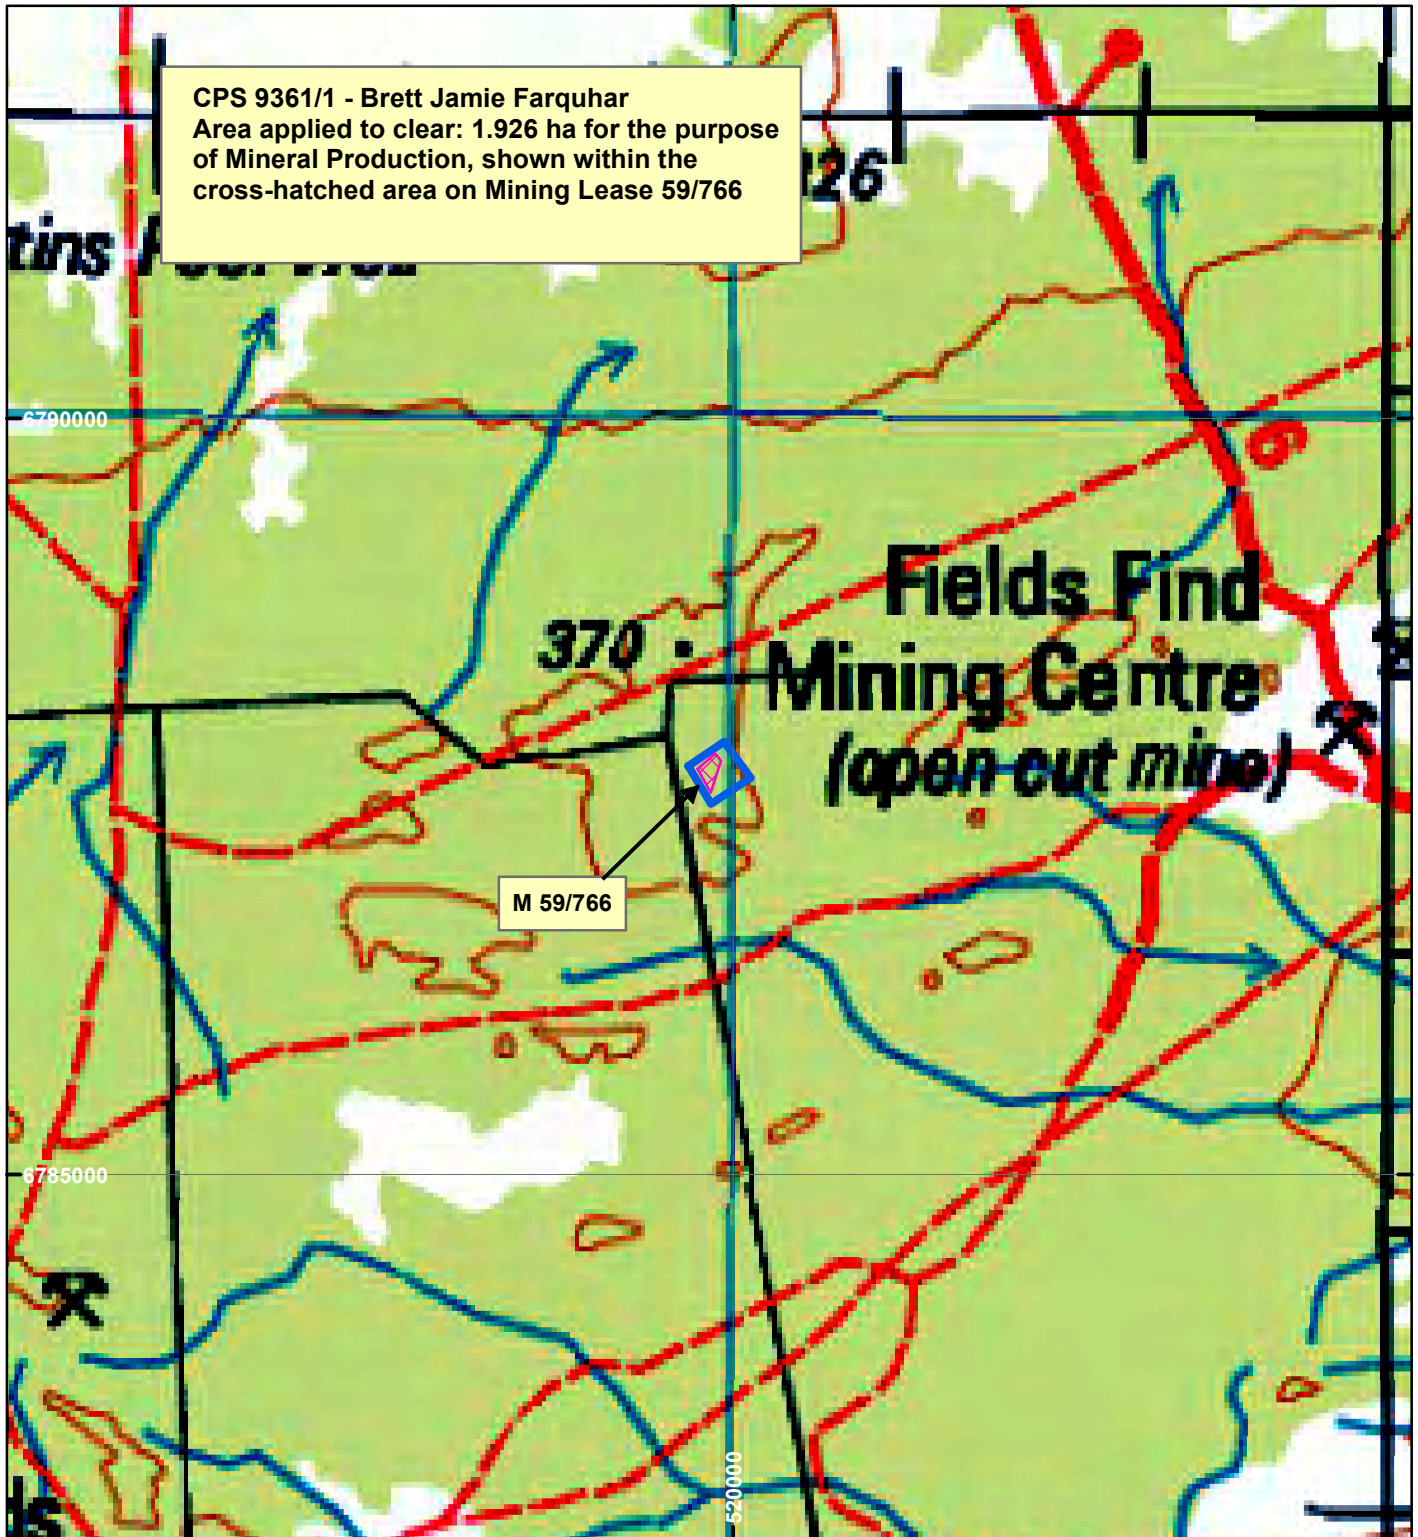 CPS 9361/1 - Brett Jamie Farquhar
Area applied to clear: 1.926 ha for the purpose
of Mineral Production, shown within the
cross-hatched area on Mining Lease 59/766
6790000
6
Fields Find
370
Mining Centre
(open cut mine)
M 59/766
6785000
520000